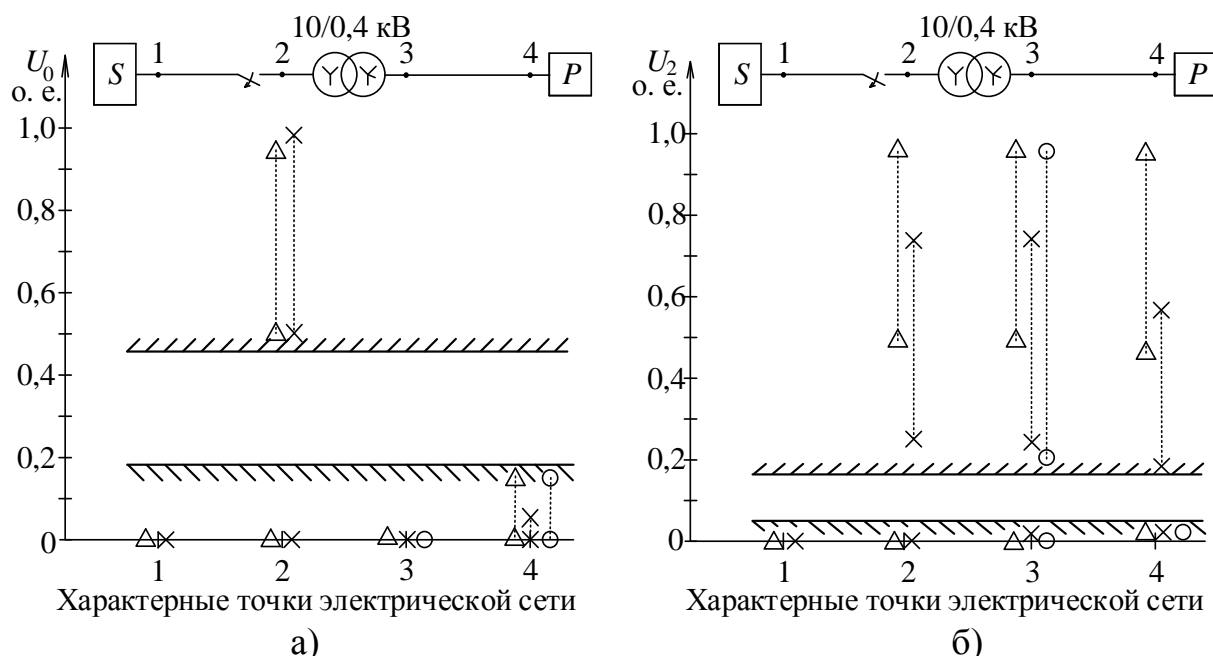 10/0,4 кВ
1 2 3 4
S P
U0
о. е.
1,0
0,8
0,6
0,4
0,2
0
1 2 3 4
Характерные точки электрической сети
а)
10/0,4 кВ
1 2 3 4
S P
U2
о. е.
1,0
0,8
0,6
0,4
0,2
0
1 2 3 4
Характерные точки электрической сети
б)